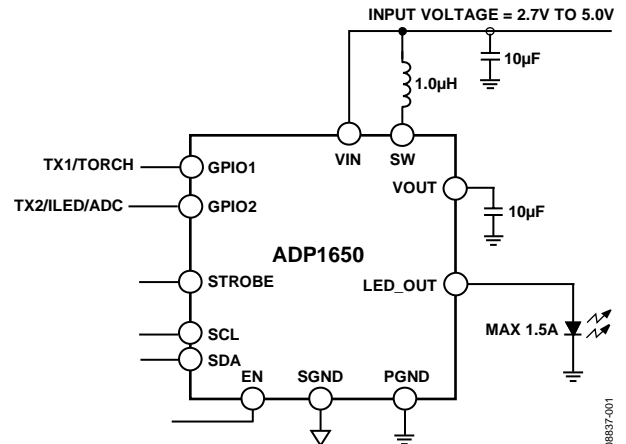 INPUT VOLTAGE = 2.7V TO 5.0V
10µF
1.0µH
VIN
SW
TX1/TORCH
GPIO1
VOUT
TX2/ILED/ADC
GPIO2
10µF
ADP1650
STROBE
LED_OUT
MAX 1.5A
SCL
SDA
EN
SGND
PGND
08837-001